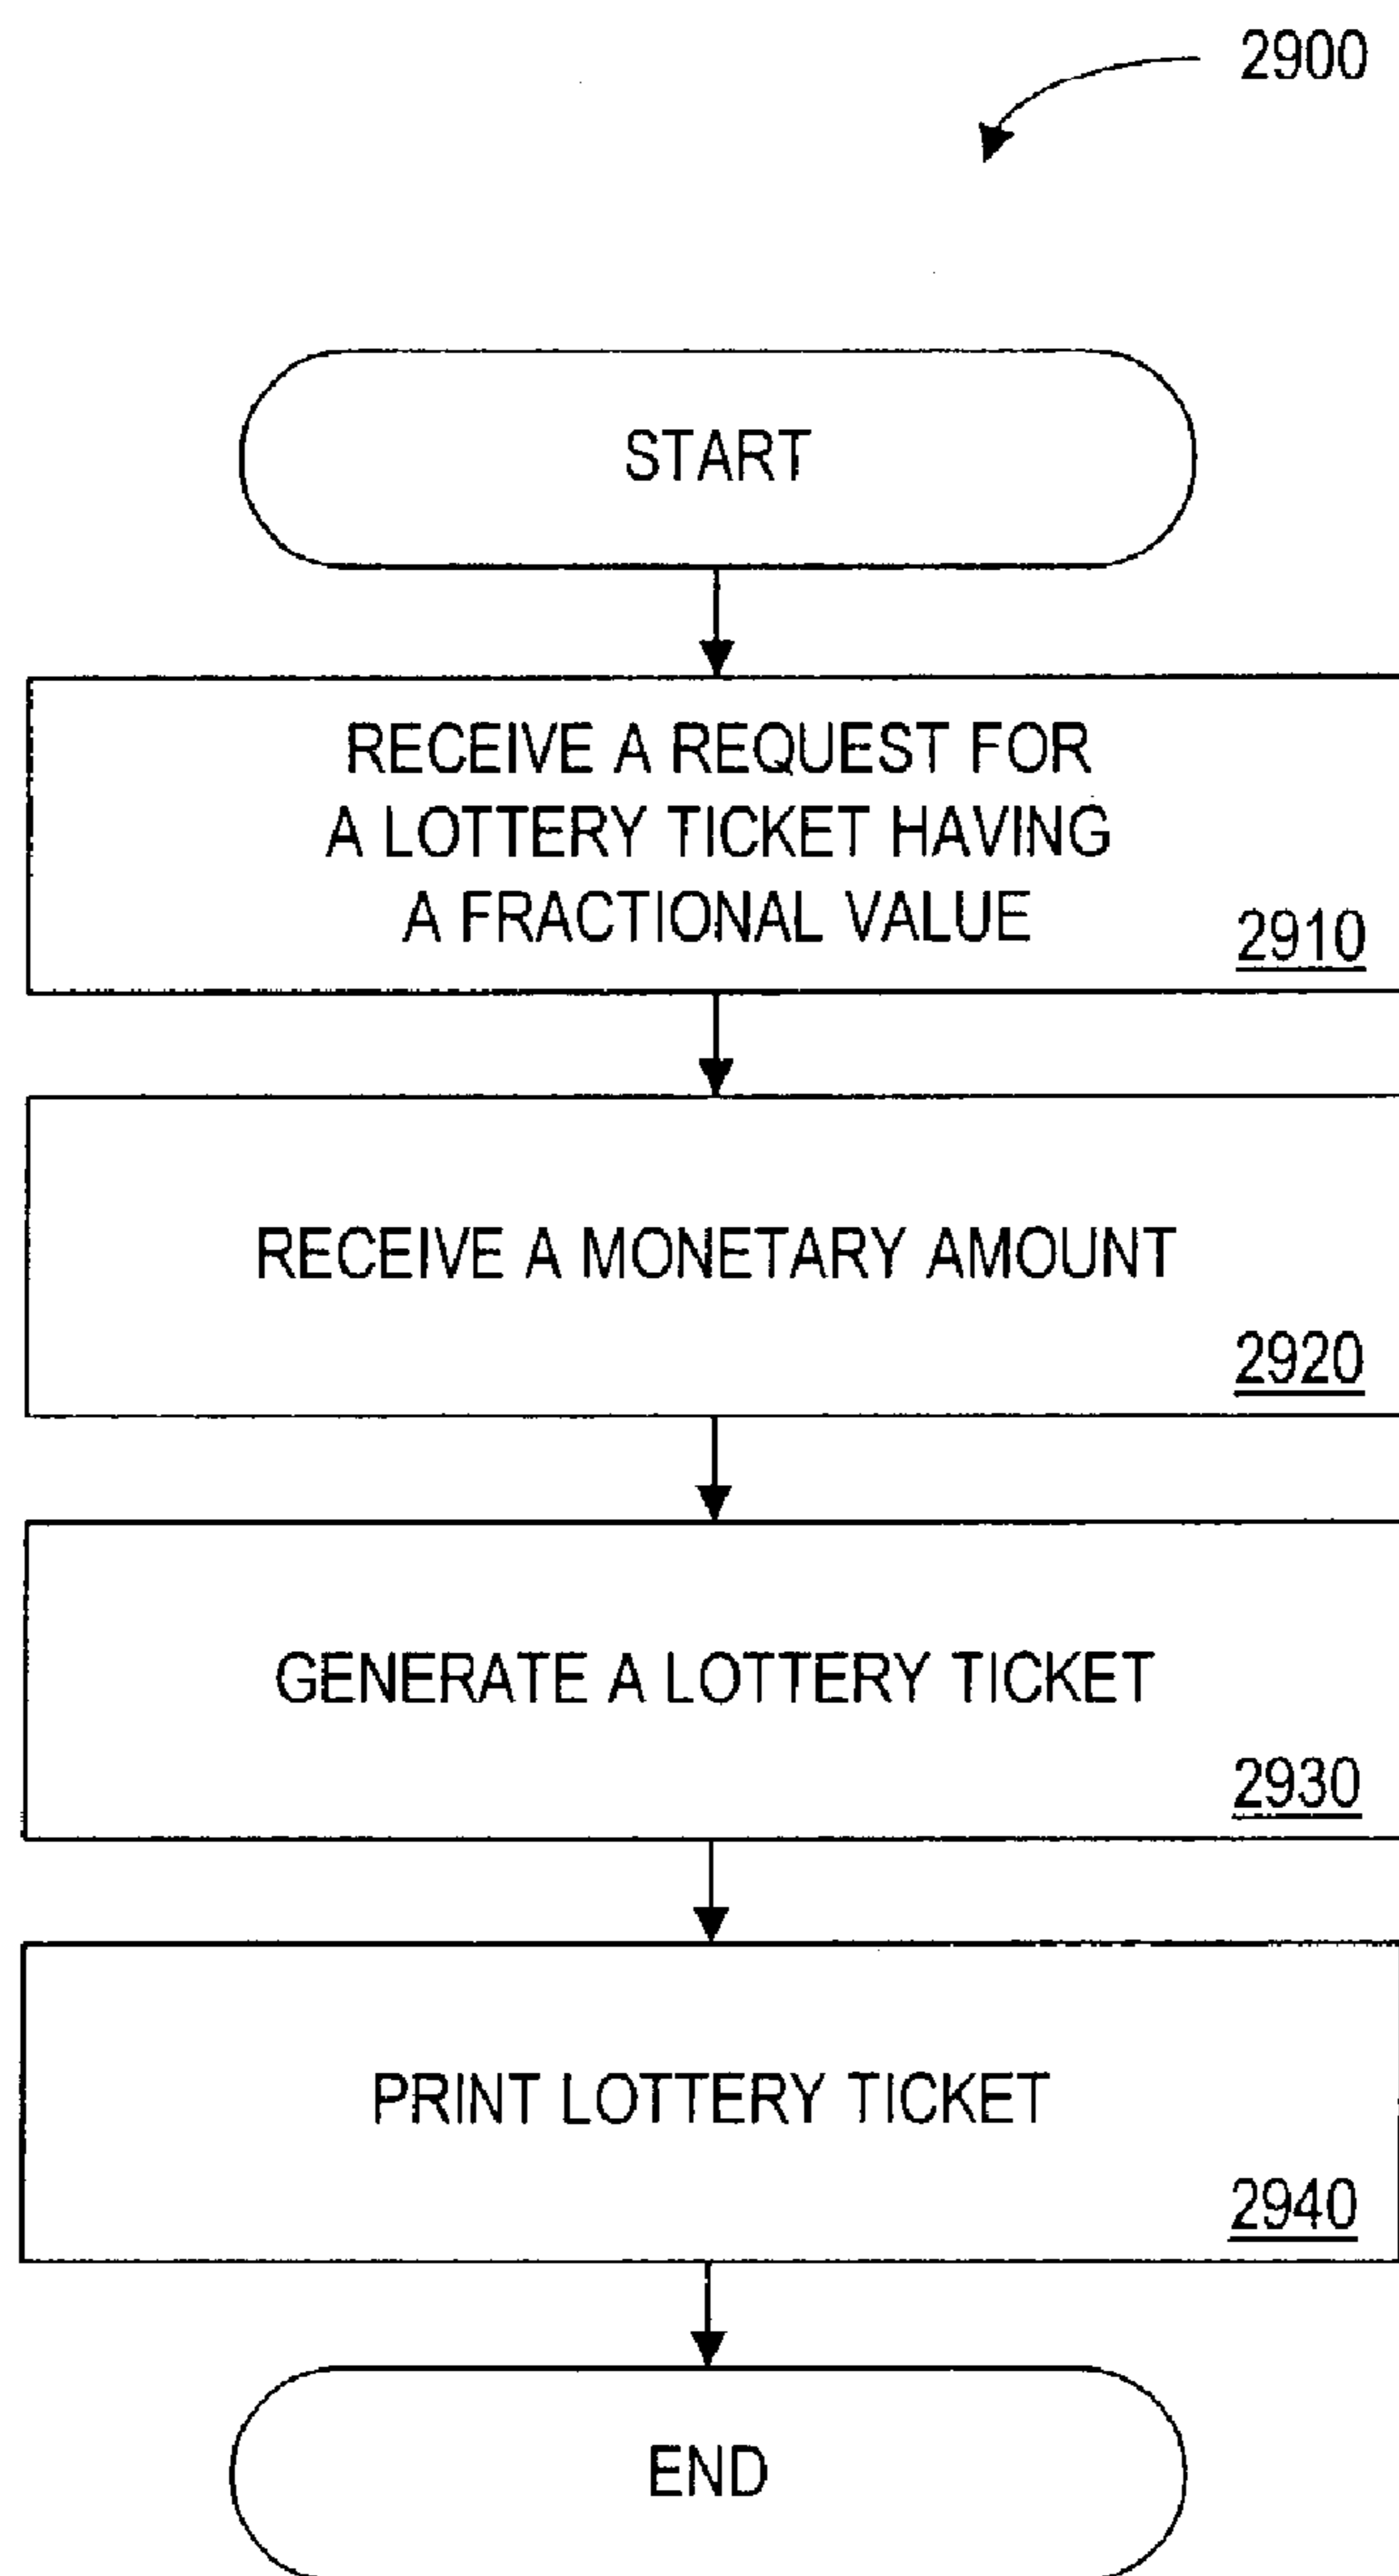 2900
START
RECEIVE A REQUEST FOR
A LOTTERY TICKET HAVING
A FRACTIONAL VALUE
2910
RECEIVE A MONETARY AMOUNT
2920
GENERATE A LOTTERY TICKET
2930
PRINT LOTTERY TICKET
2940
END